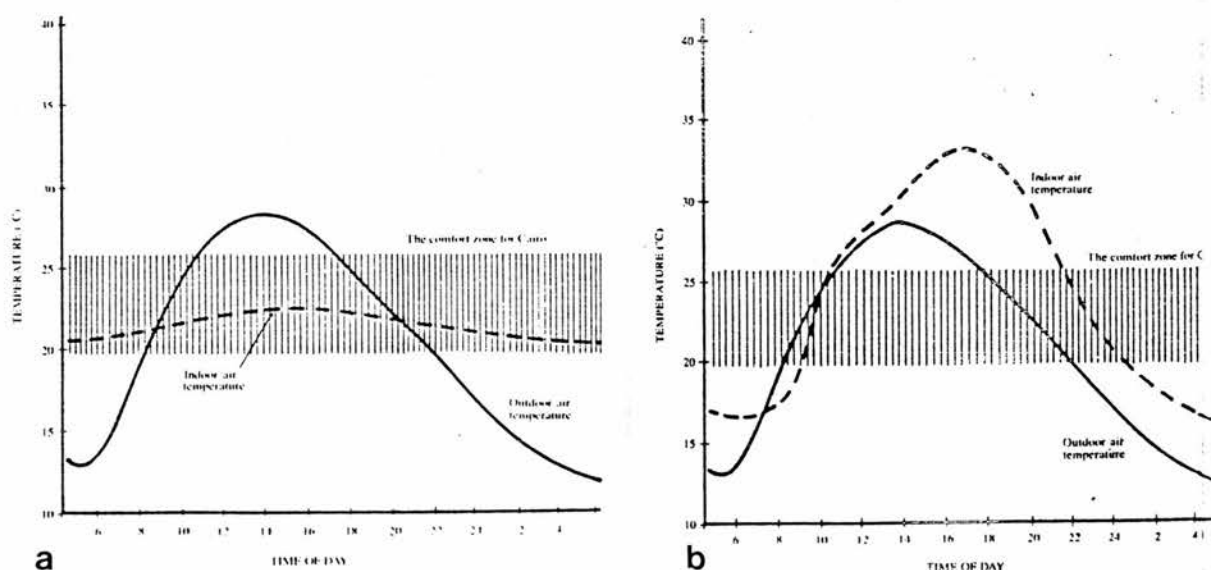 40
35
30
25
20
15
10
TEMPERATURE (°C)
The comfort zone for Cairo
Indoor air
temperature
Outdoor air
temperature
6 8 10 12 14 16 18 20 22 24 2 4
TIME OF DAY
a
40
35
30
25
20
15
10
TEMPERATURE (°C)
Indoor air
temperature
The comfort zone for C
Outdoor air
temperature
6 8 10 12 14 16 18 20 22 24 2 4
TIME OF DAY
b